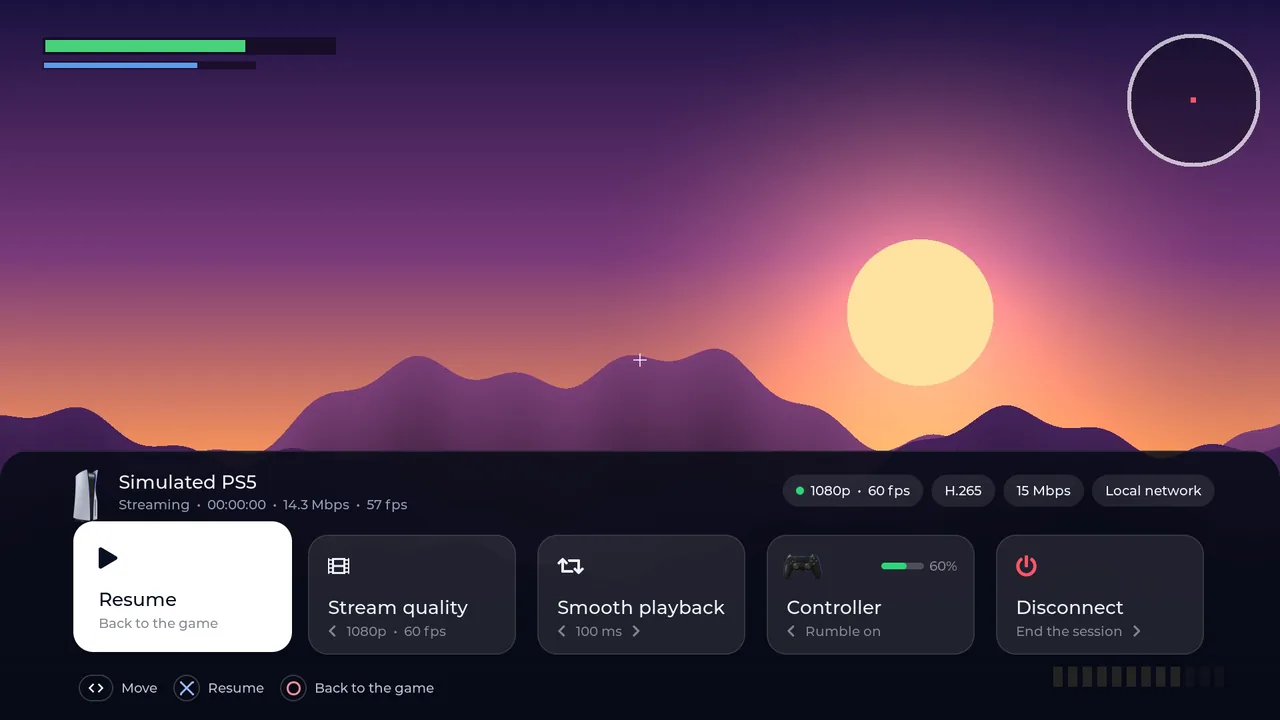 Simulated PS5
Streaming • 00:00:00 • 14.3 Mbps • 57 fps
1080p • 60 fps
H.265
15 Mbps
Local network
Resume
Back to the game
Stream quality
1080p • 60 fps
Smooth playback
100 ms
60%
Controller
Rumble on
Disconnect
End the session
Move
Resume
Back to the game